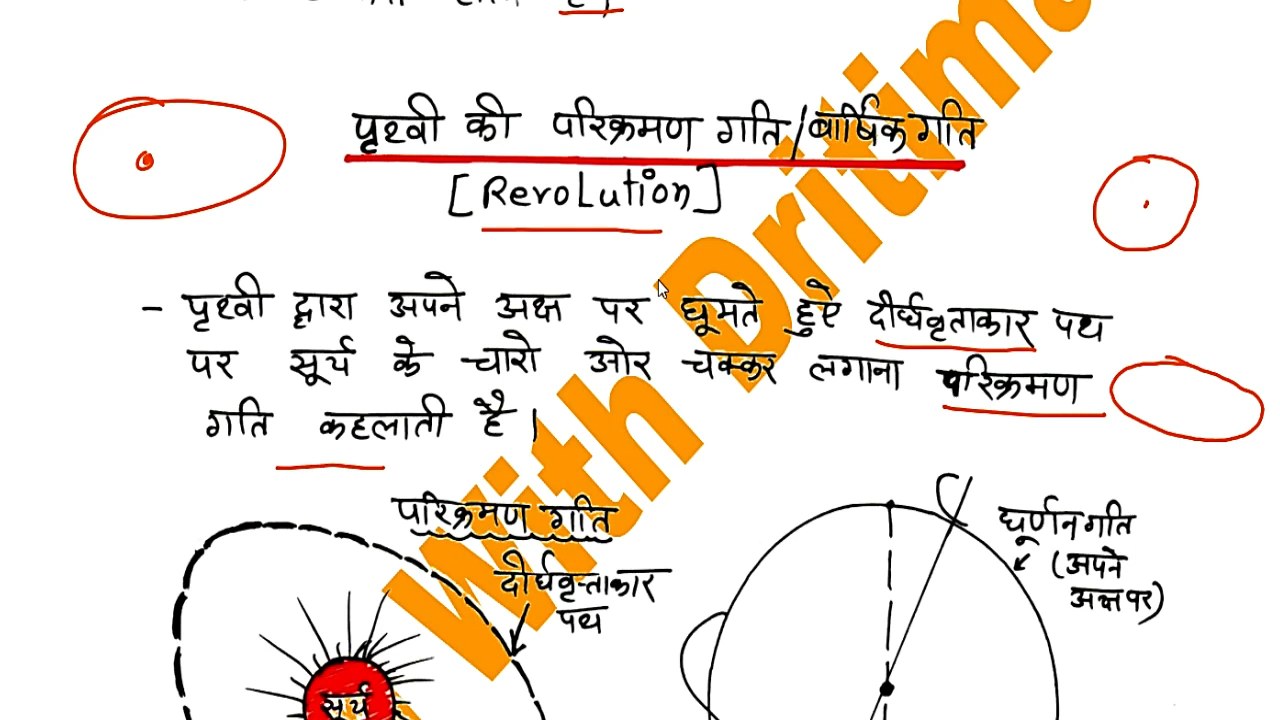 पृथ्वी की परिक्रमण गति/वार्षिक गति
[Revolution]
- पृथ्वी द्वारा अपने अक्ष पर घूमते हुऐ दीर्घवृताकार पथ
पर सूर्य के चारो ओर चक्कर लगाना परिक्रमण
गति कहलाती है।
परिक्रमण गति
दीर्घवृत्ताकार
पथ
सूर्य
घूर्णन गति
(अपने
अक्ष पर)
With Dritima